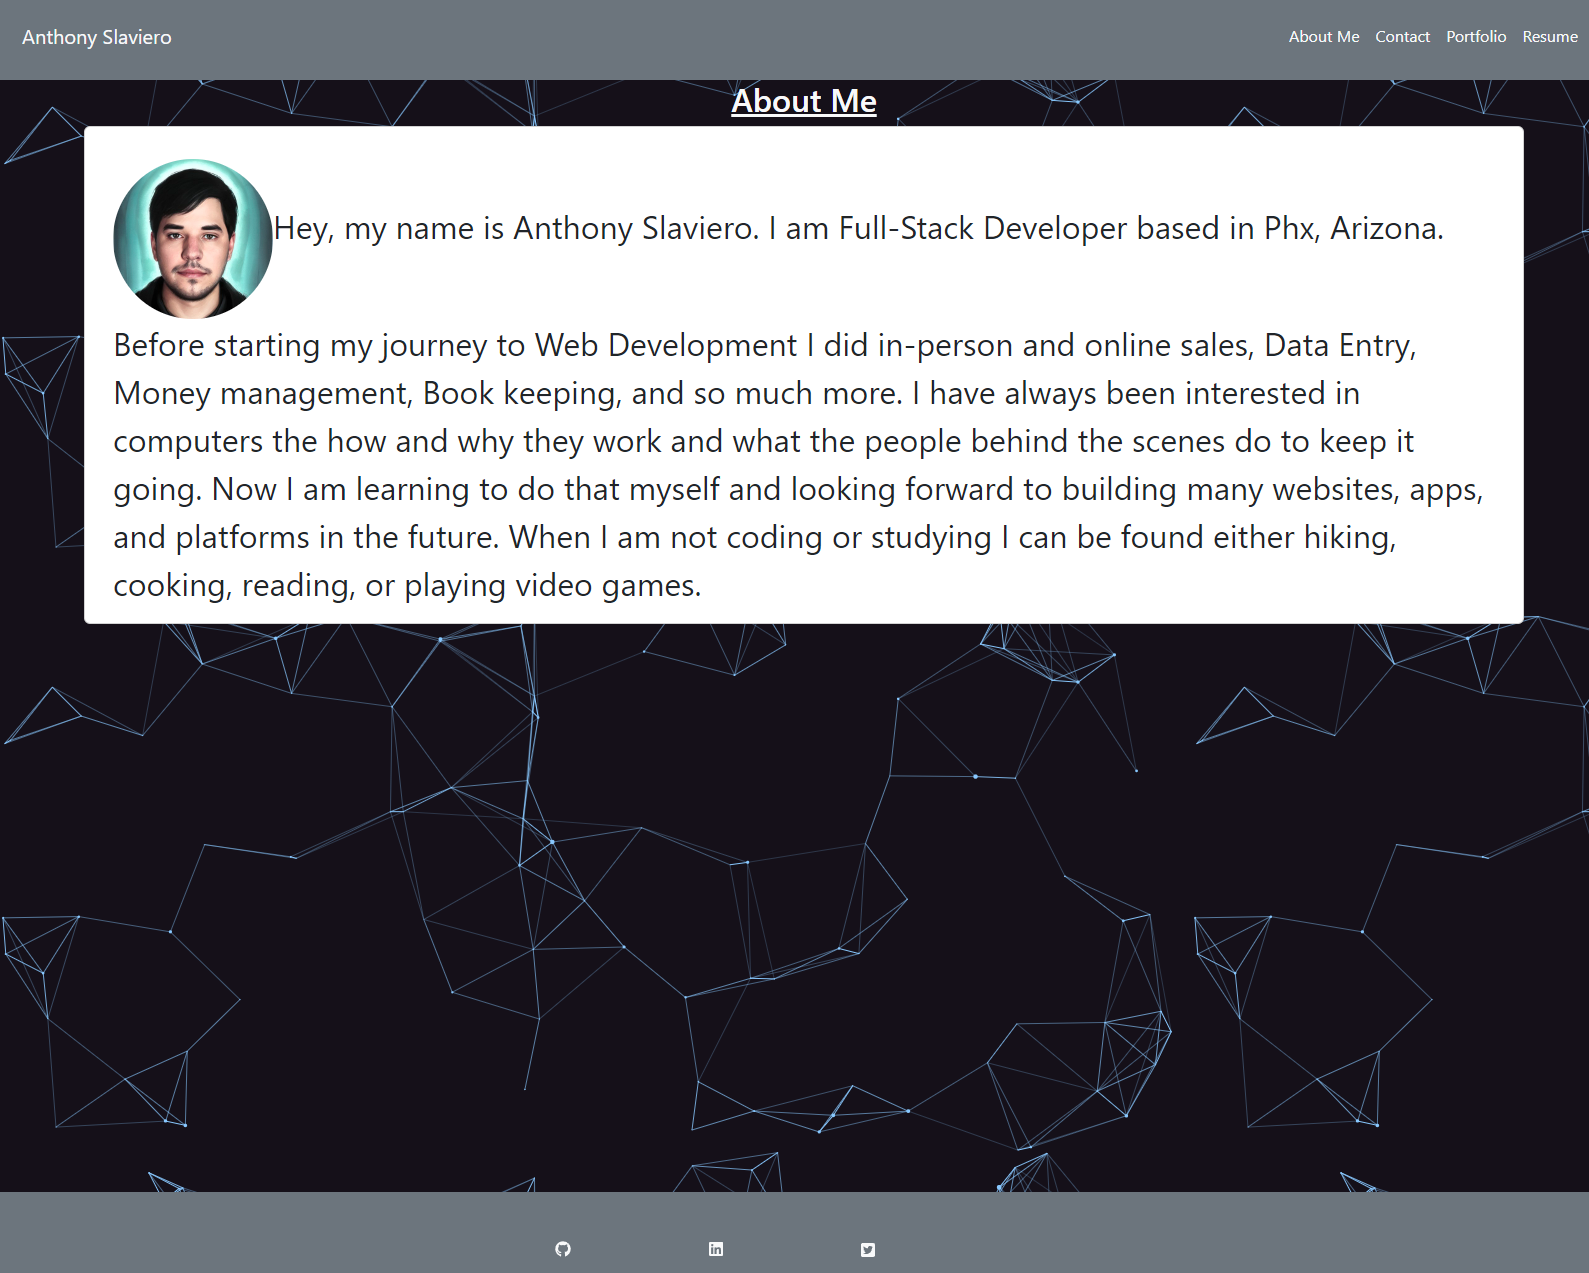 Anthony Slaviero
About Me Contact Portfolio Resume
About Me
Hey, my name is Anthony Slaviero. I am Full-Stack Developer based in Phx, Arizona.
Before starting my journey to Web Development I did in-person and online sales, Data Entry,
Money management, Book keeping, and so much more. I have always been interested in
computers the how and why they work and what the people behind the scenes do to keep it
going. Now I am learning to do that myself and looking forward to building many websites, apps,
and platforms in the future. When I am not coding or studying I can be found either hiking,
cooking, reading, or playing video games.